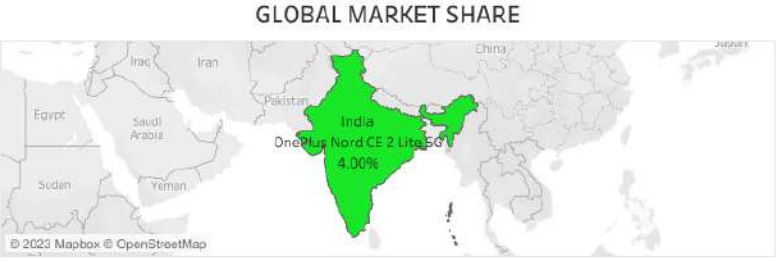 GLOBAL MARKET SHARE
China
Japan
Iraq
Iran
Pakistan
Egypt
India
Saudi
Arabia
OnePlus Nord CE 2 Lite 5G
4.00%
Sudan
Yemen
© 2023 Mapbox © OpenStreetMap